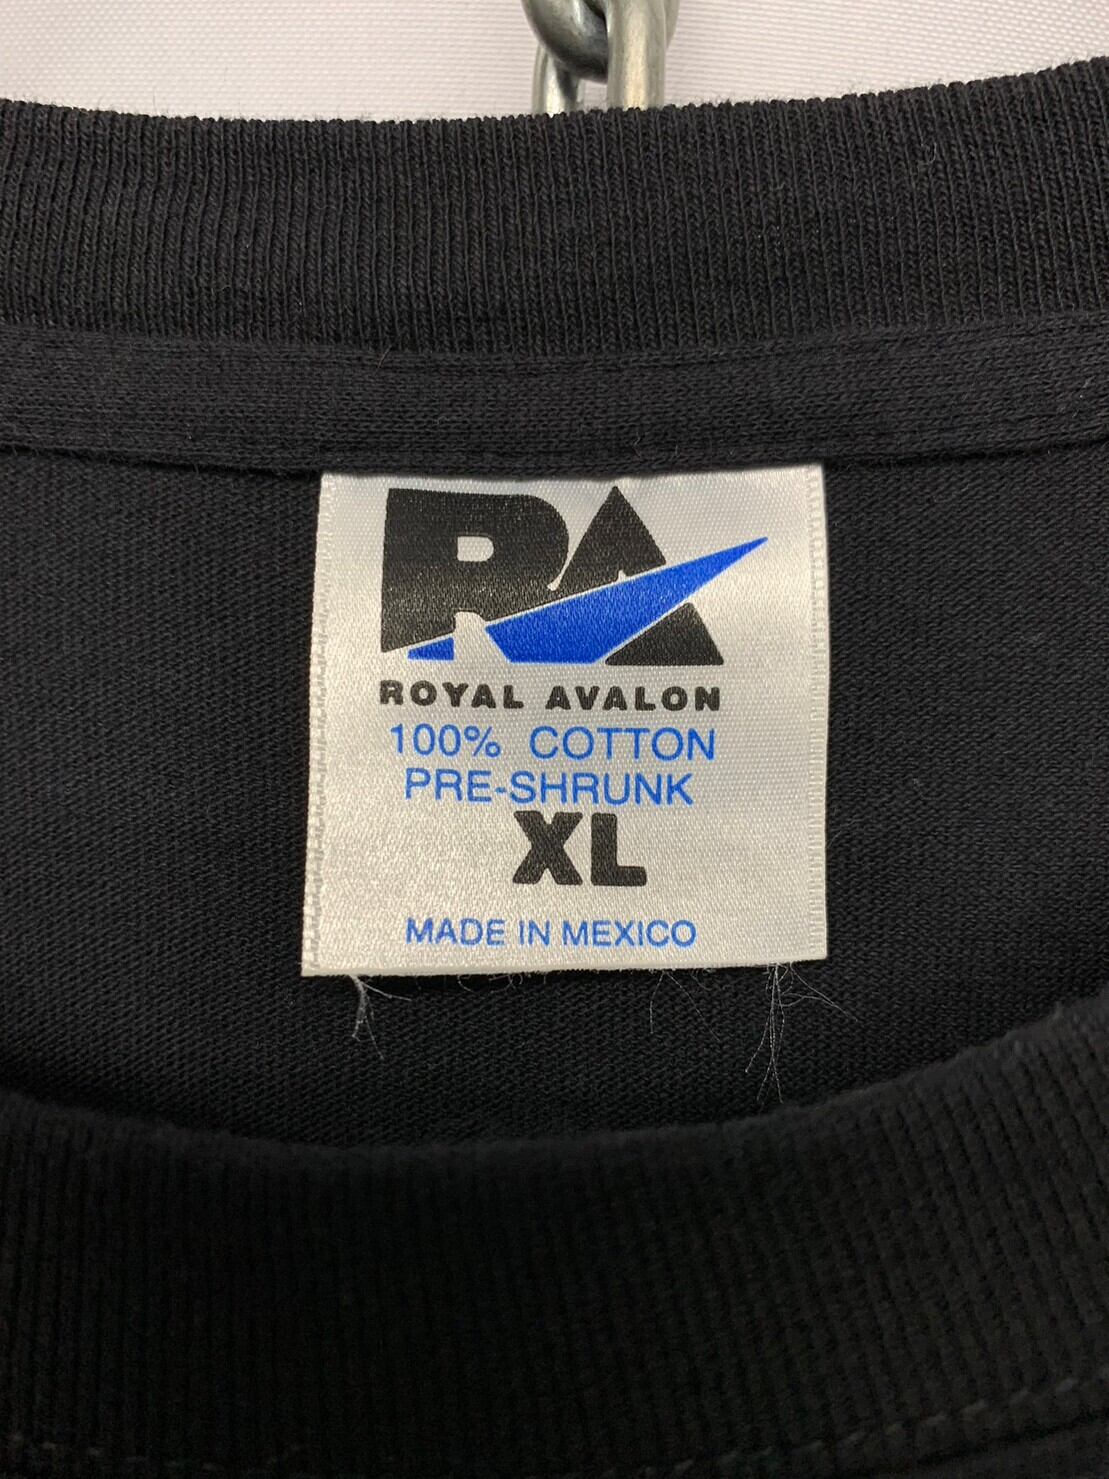 RA
ROYAL AVALON
100% COTTON
PRE-SHRUNK
XL
MADE IN MEXICO